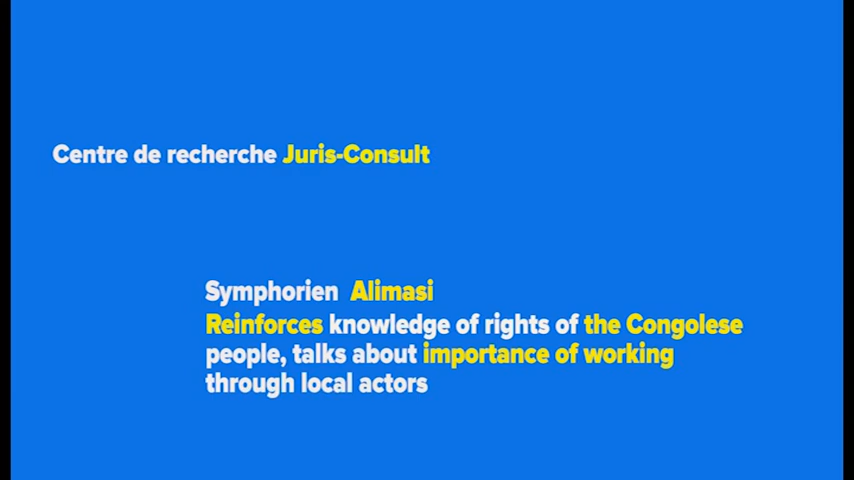 Centre de recherche Juris-Consult
Symphorien Alimasi
Reinforces knowledge of rights of the Congolese
people, talks about importance of working
through local actors